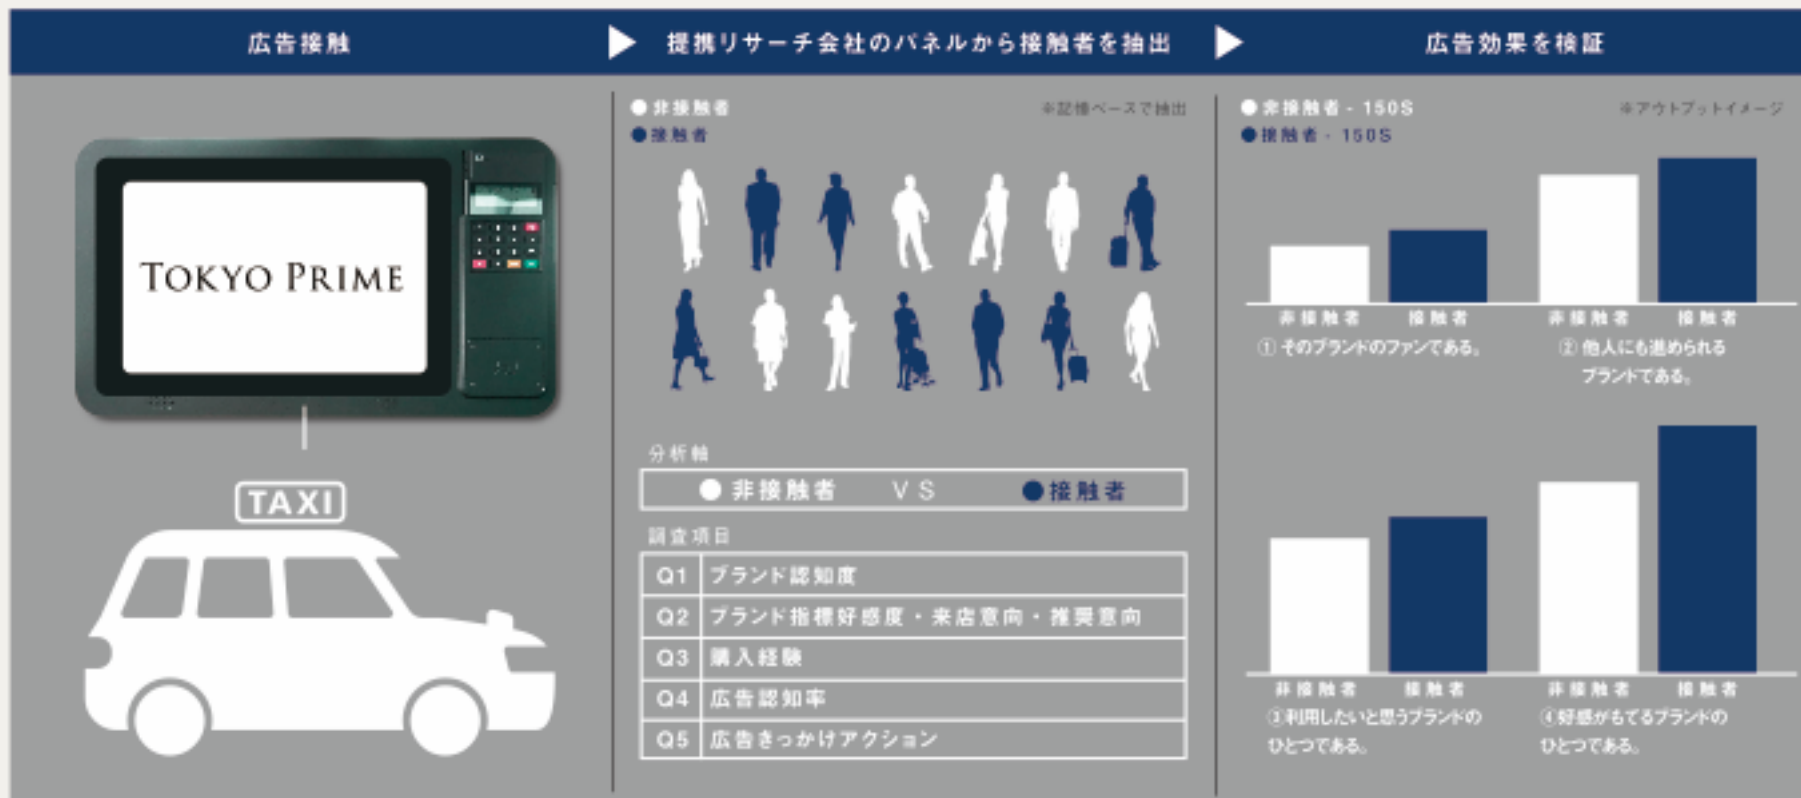 広告接触
提携リサーチ会社のパネルから接触者を抽出
広告効果を検証
TOKYO PRIME
TAXI
●非接触者
※記憶ベースで抽出
●接触者
分析軸
●非接触者 VS ●接触者
調査項目
Q1 ブランド認知度
Q2 ブランド指標好感度・来店意向・推奨意向
Q3 購入経験
Q4 広告認知率
Q5 広告きっかけアクション
●非接触者 - 150S
※アウトプットイメージ
●接触者 - 150S
非接触者 接触者 非接触者 接触者
① そのブランドのファンである。
② 他人にも進められる
ブランドである。
非接触者 接触者 非接触者 接触者
③利用したいと思うブランドの
ひとつである。
④好感がもてるブランドの
ひとつである。